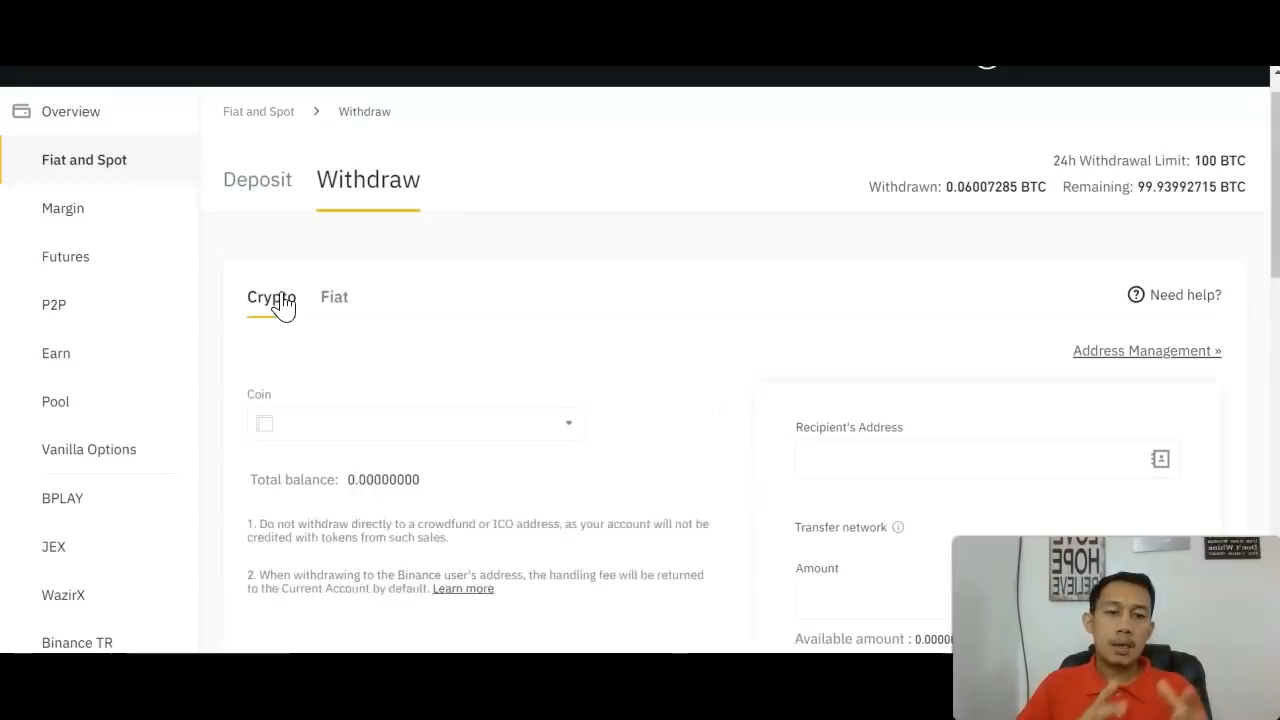 Overview
Fiat and Spot
Margin
Futures
P2P
Earn
Pool
Vanilla Options
BPLAY
JEX
WazirX
Binance TR
Fiat and Spot > Withdraw
Deposit Withdraw
24h Withdrawal Limit: 100 BTC
Withdrawn: 0.06007285 BTC Remaining: 99.93992715 BTC
Crypto Fiat
Need help?
Address Management »
Coin
Total balance: 0.00000000
1. Do not withdraw directly to a crowdfund or ICO address, as your account will not be
credited with tokens from such sales.
2. When withdrawing to the Binance user's address, the handling fee will be returned
to the Current Account by default. Learn more
Recipient's Address
Transfer network
Amount
Available amount : 0.0000
HOPE
Don't Whine